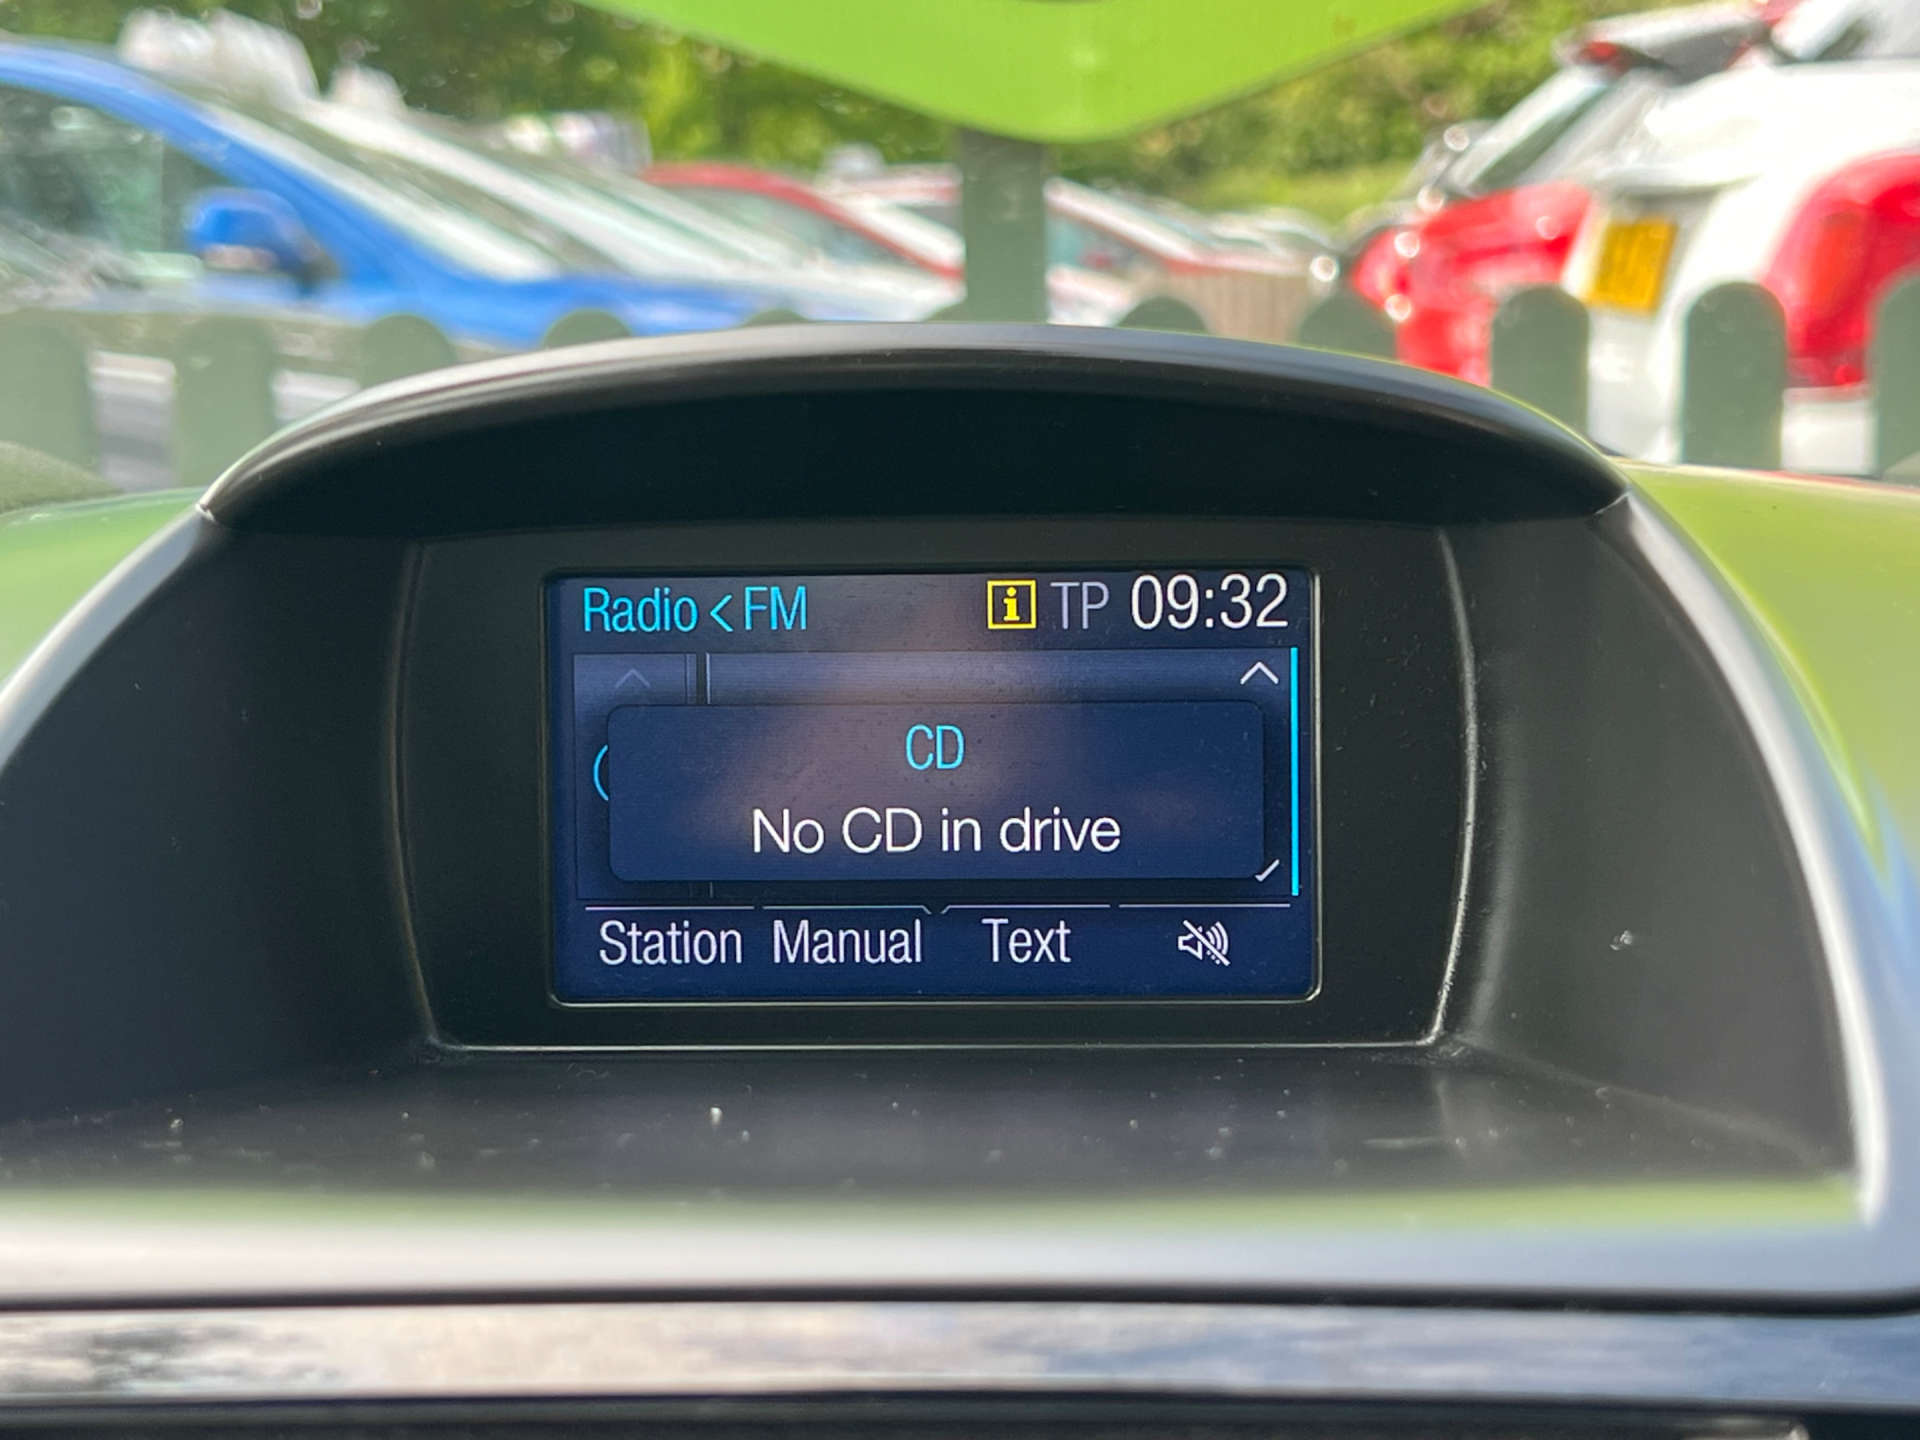 Radio < FM i TP 09:32
CD
No CD in drive
Station Manual Text